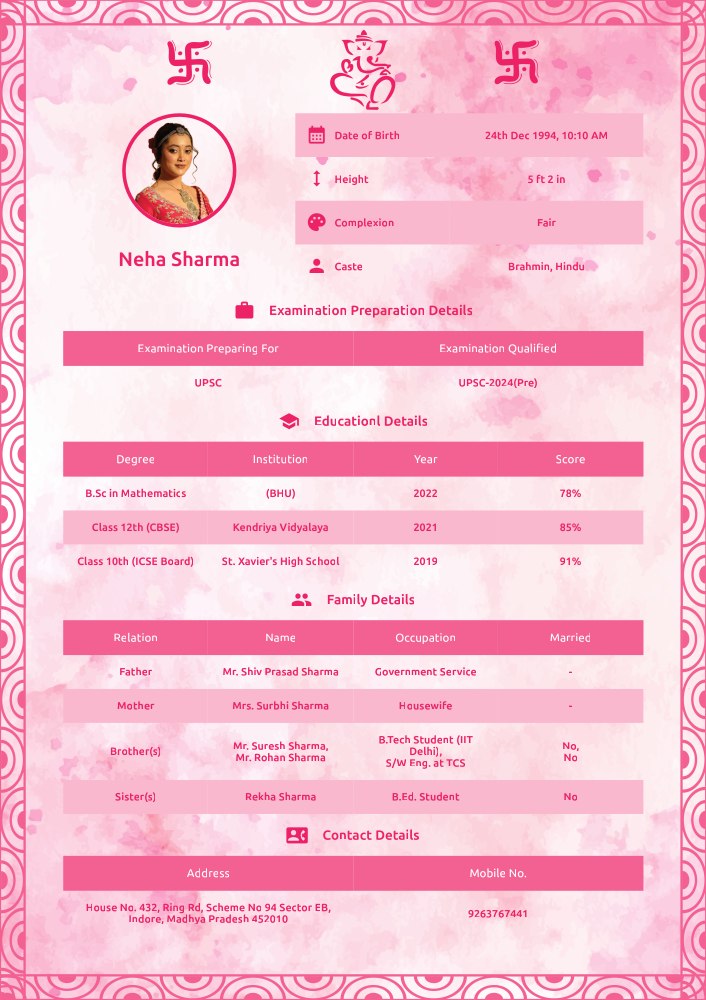 Date of Birth 24th Dec 1994, 10:10 AM
Height 5 ft 2 in
Complexion Fair
Caste Brahmin, Hindu
Neha Sharma
Examination Preparation Details
Examination Preparing For Examination Qualified
UPSC UPSC-2024(Pre)
Educationl Details
Degree Institution Year Score
B.Sc in Mathematics (BHU) 2022 78%
Class 12th (CBSE) Kendriya Vidyalaya 2021 85%
Class 10th (ICSE Board) St. Xavier's High School 2019 91%
Family Details
Relation Name Occupation Married
Father Mr. Shiv Prasad Sharma Government Service -
Mother Mrs. Surbhi Sharma Housewife -
Brother(s)
Mr. Suresh Sharma,
Mr. Rohan Sharma
B.Tech Student (IIT
Delhi),
S/W Eng. at TCS
No,
No
Sister(s) Rekha Sharma B.Ed. Student No
Contact Details
Address Mobile No.
House No. 432, Ring Rd, Scheme No 94 Sector EB,
Indore, Madhya Pradesh 452010
9263767441